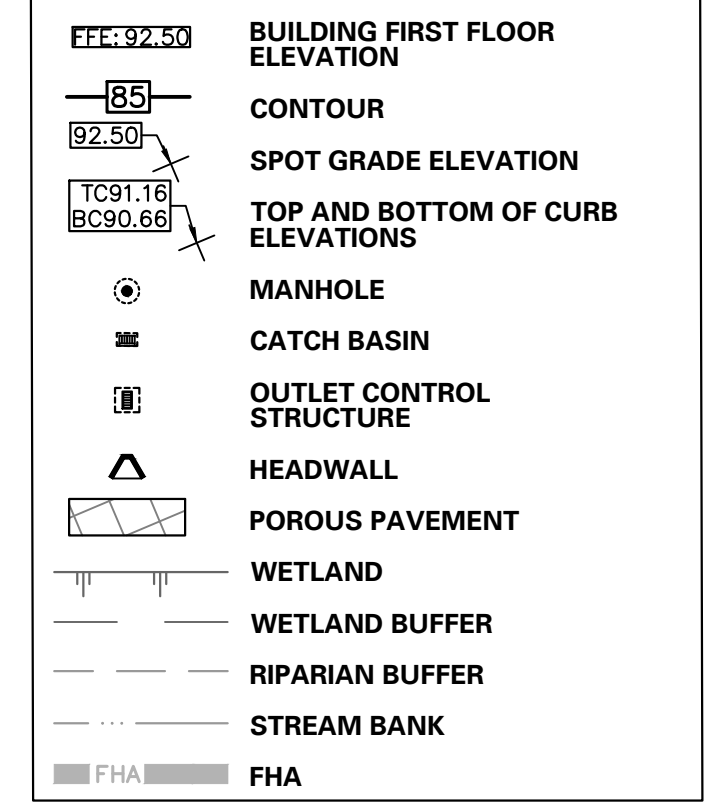 FFE: 92.50 BUILDING FIRST FLOOR
ELEVATION
85 CONTOUR
92.50 SPOT GRADE ELEVATION
TC91.16
BC90.66 TOP AND BOTTOM OF CURB
ELEVATIONS
MANHOLE
CATCH BASIN
OUTLET CONTROL
STRUCTURE
HEADWALL
POROUS PAVEMENT
WETLAND
WETLAND BUFFER
RIPARIAN BUFFER
STREAM BANK
FHA FHA